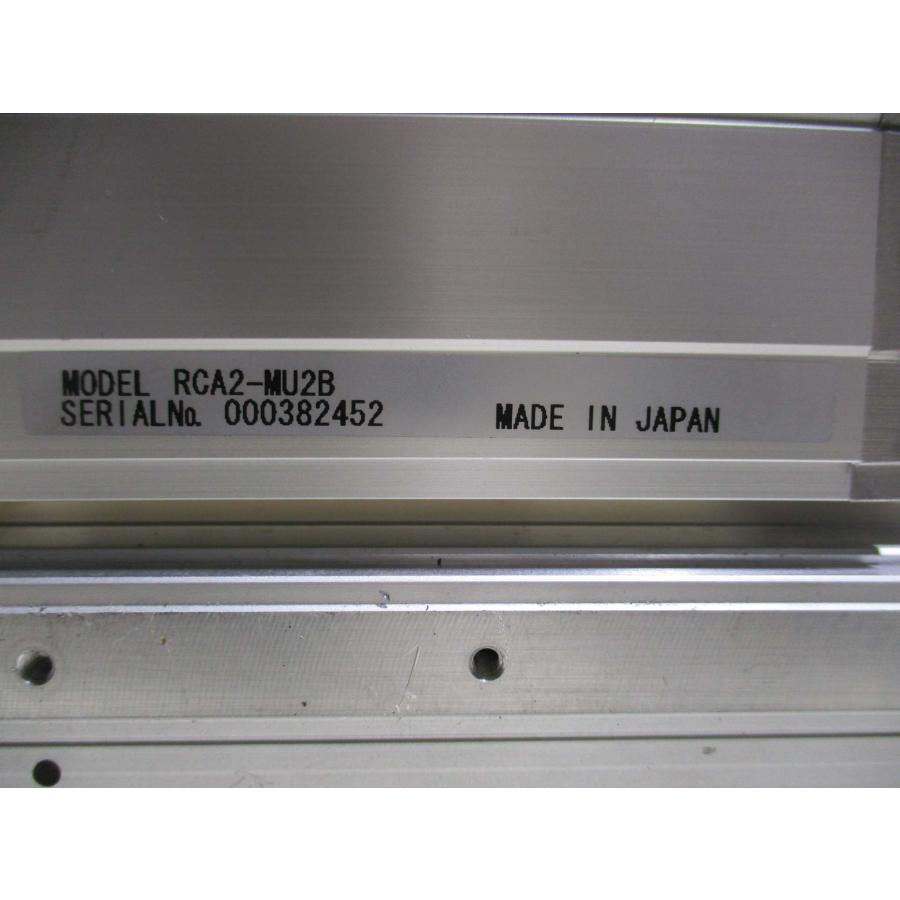 MODEL RCA2-MU2B
SERIALNo. 000382452 MADE IN JAPAN